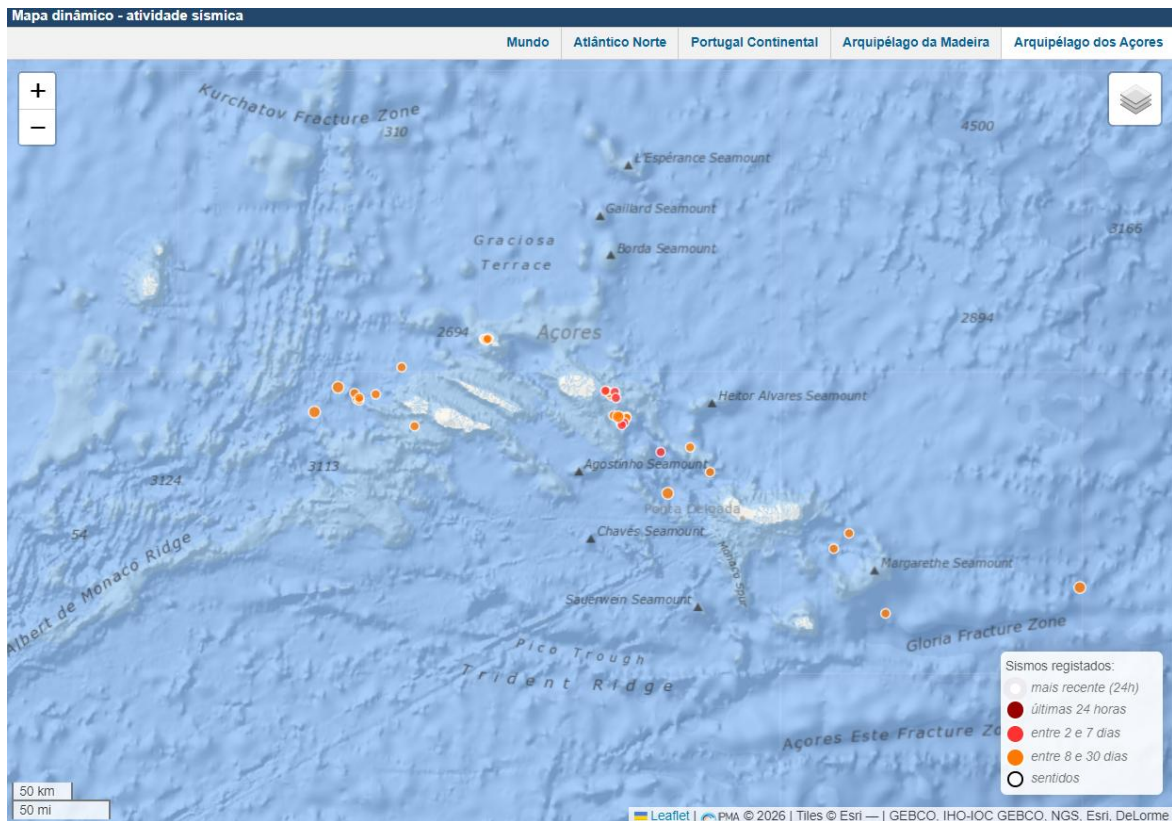 Mapa dinâmico - atividade sísmica
Mundo
Atlântico Norte
Portugal Continental
Arquipélago da Madeira
Arquipélago dos Açores
+
−
Kurchatov Fracture Zone
310
4500
L'Espérance Seamount
Gaillard Seamount
3166
Graciosa
Terrace
Borda Seamount
2694
Açores
2894
Heitor Alvares Seamount
3113
Agostinho Seamount
3124
Ponta Delgada
54
Chaves Seamount
Albert de Monaco Ridge
Monaco Spur
Margarethe Seamount
Sauerwein Seamount
Gloria Fracture Zone
Pico Trough
Trident Ridge
Açores Este Fracture Zo
Sismos registados:
mais recente (24h)
últimas 24 horas
entre 2 e 7 dias
entre 8 e 30 dias
sentidos
50 km
50 mi
Leaflet | PMA © 2026 | Tiles © Esri — | GEBCO, IHO-IOC GEBCO, NGS, Esri, DeLorme